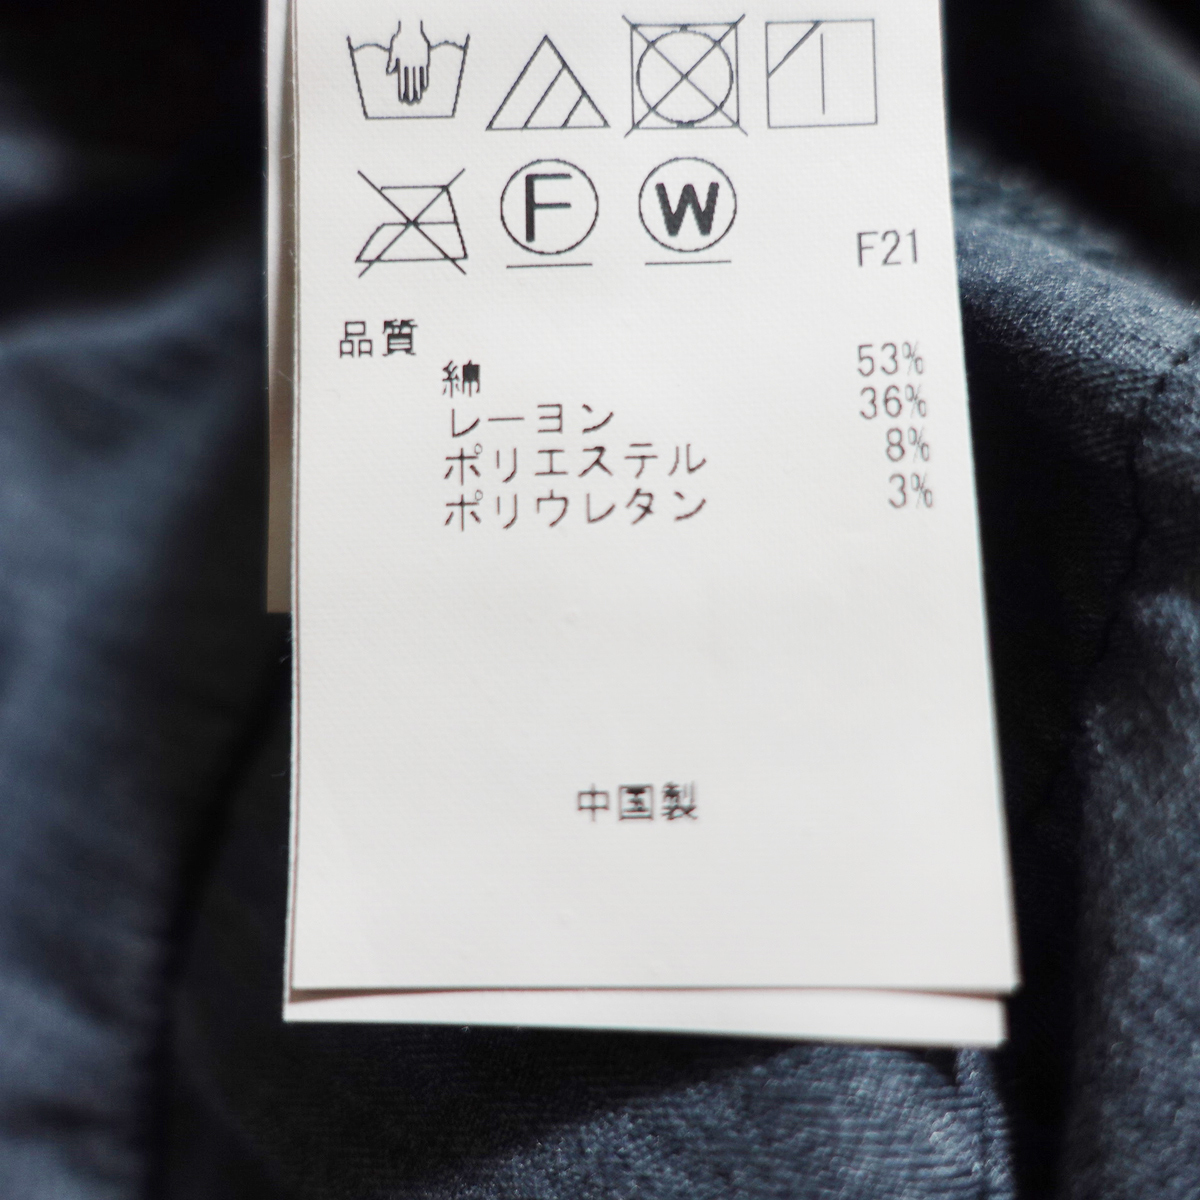 F W
F21
品質
綿 53%
レーヨン 36%
ポリエステル 8%
ポリウレタン 3%
中国製